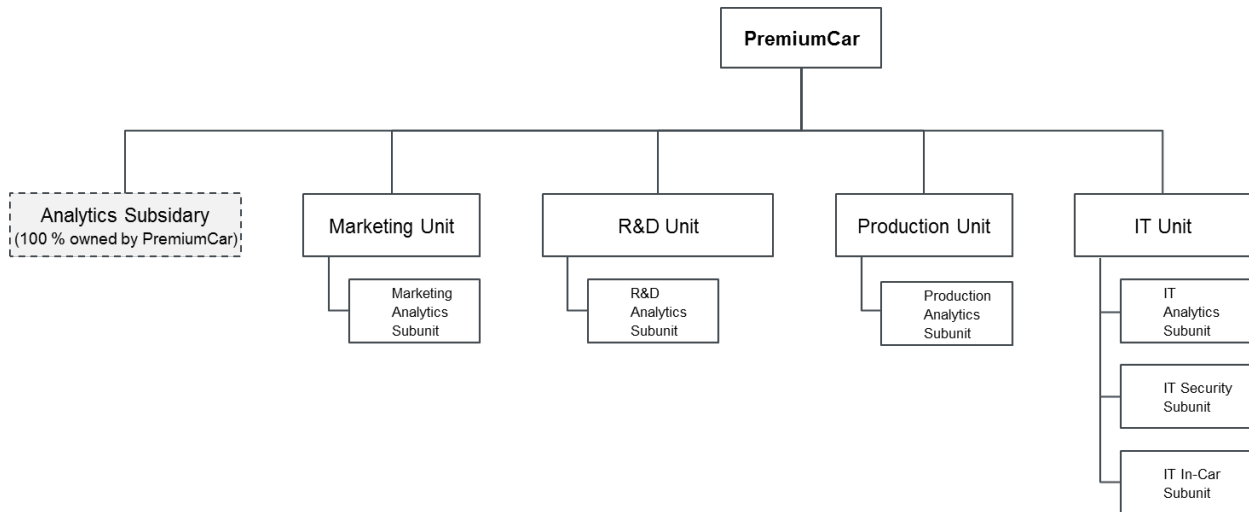 PremiumCar
Analytics Subsidary
(100 % owned by PremiumCar)
Marketing Unit
R&D Unit
Production Unit
IT Unit
Marketing
Analytics
Subunit
R&D
Analytics
Subunit
Production
Analytics
Subunit
IT
Analytics
Subunit
IT Security
Subunit
IT In-Car
Subunit